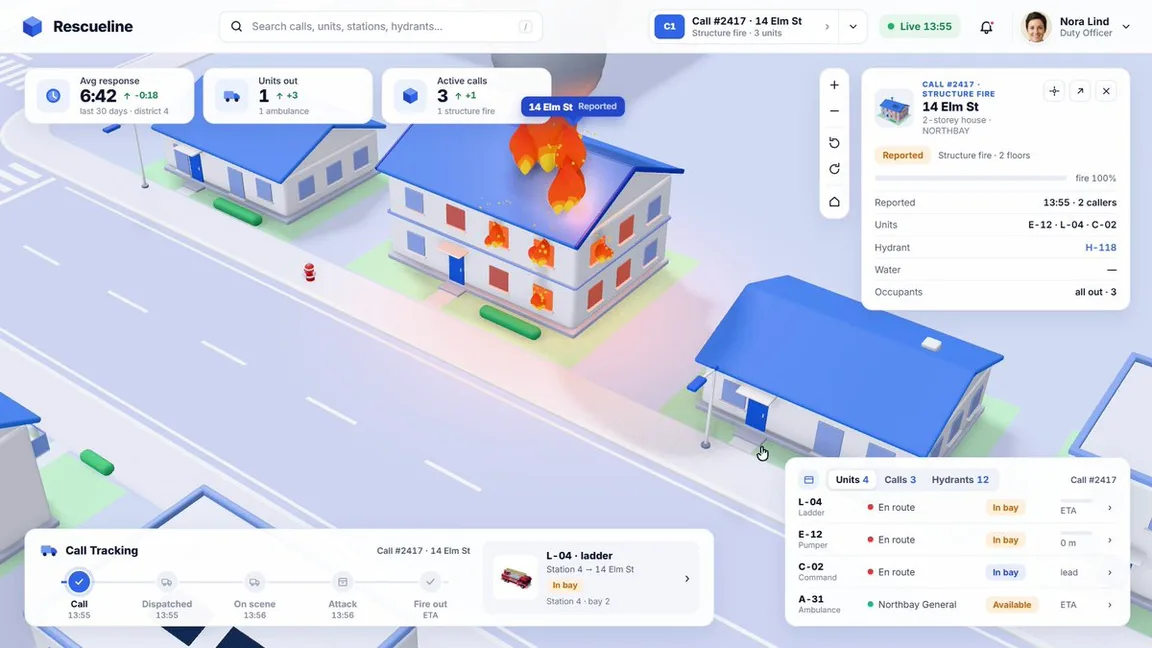 Rescueline
Search calls, units, stations, hydrants...
/
C1
Call #2417 · 14 Elm St
Structure fire · 3 units
Live 13:55
Nora Lind
Duty Officer
Avg response
6:42 ↑ -0:18
last 30 days · district 4
Units out
1 ↑ +3
1 ambulance
Active calls
3 ↑ +1
1 structure fire
14 Elm St Reported
CALL #2417 ·
STRUCTURE FIRE
14 Elm St
2-storey house ·
NORTHBAY
Reported
Structure fire · 2 floors
fire 100%
Reported 13:55 · 2 callers
Units E-12 · L-04 · C-02
Hydrant H-118
Water —
Occupants all out · 3
Units 4
Calls 3
Hydrants 12
Call #2417
L-04
Ladder
En route
In bay
ETA
E-12
Pumper
En route
In bay
0 m
C-02
Command
En route
In bay
lead
A-31
Ambulance
Northbay General
Available
ETA
Call Tracking
Call #2417 · 14 Elm St
Call
13:55
Dispatched
13:55
On scene
13:56
Attack
13:56
Fire out
ETA
L-04 · ladder
Station 4 → 14 Elm St
In bay
Station 4 · bay 2